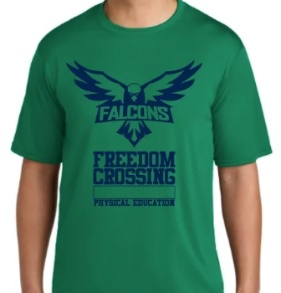 FALCONS
FREEDOM
CROSSING
PHYSICAL EDUCATION